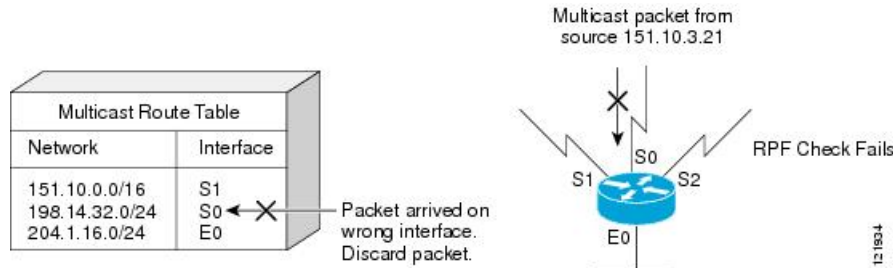 Multicast packet from
source 151.10.3.21
Multicast Route Table
Network Interface
151.10.0.0/16 S1
198.14.32.0/24 S0
204.1.16.0/24 E0
Packet arrived on
wrong interface.
Discard packet.
S0
S1
S2
E0
RPF Check Fails
121934